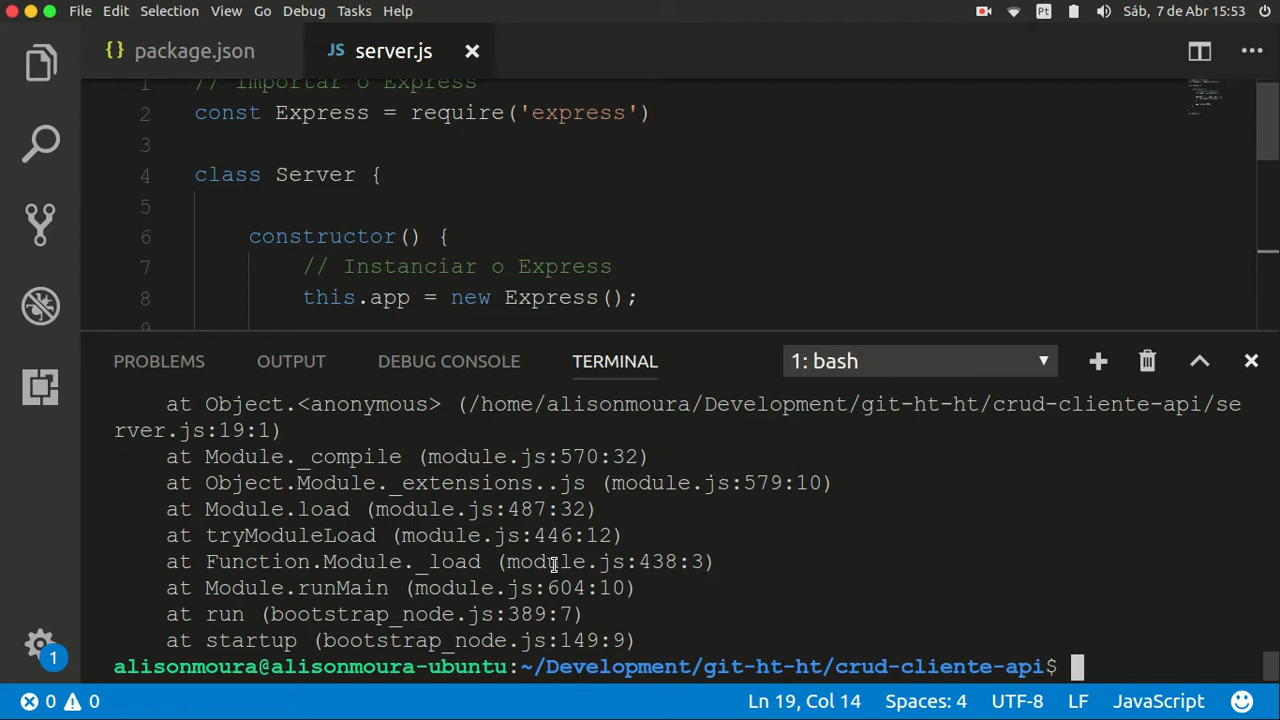 File Edit Selection View Go Debug Tasks Help Pt Sáb, 7 de Abr 15:53
{} package.json JS server.js
1 // Importar o Express
2 const Express = require('express')
3
4 class Server {
5
6 constructor() {
7 // Instanciar o Express
8 this.app = new Express();
9
PROBLEMS OUTPUT DEBUG CONSOLE TERMINAL 1: bash
at Object.<anonymous> (/home/alisonmoura/Development/git-ht-ht/crud-cliente-api/se
rver.js:19:1)
at Module._compile (module.js:570:32)
at Object.Module._extensions..js (module.js:579:10)
at Module.load (module.js:487:32)
at tryModuleLoad (module.js:446:12)
at Function.Module._load (module.js:438:3)
at Module.runMain (module.js:604:10)
at run (bootstrap_node.js:389:7)
at startup (bootstrap_node.js:149:9)
alisonmoura@alisonmoura-ubuntu:~/Development/git-ht-ht/crud-cliente-api$
1
0 0 Ln 19, Col 14 Spaces: 4 UTF-8 LF JavaScript